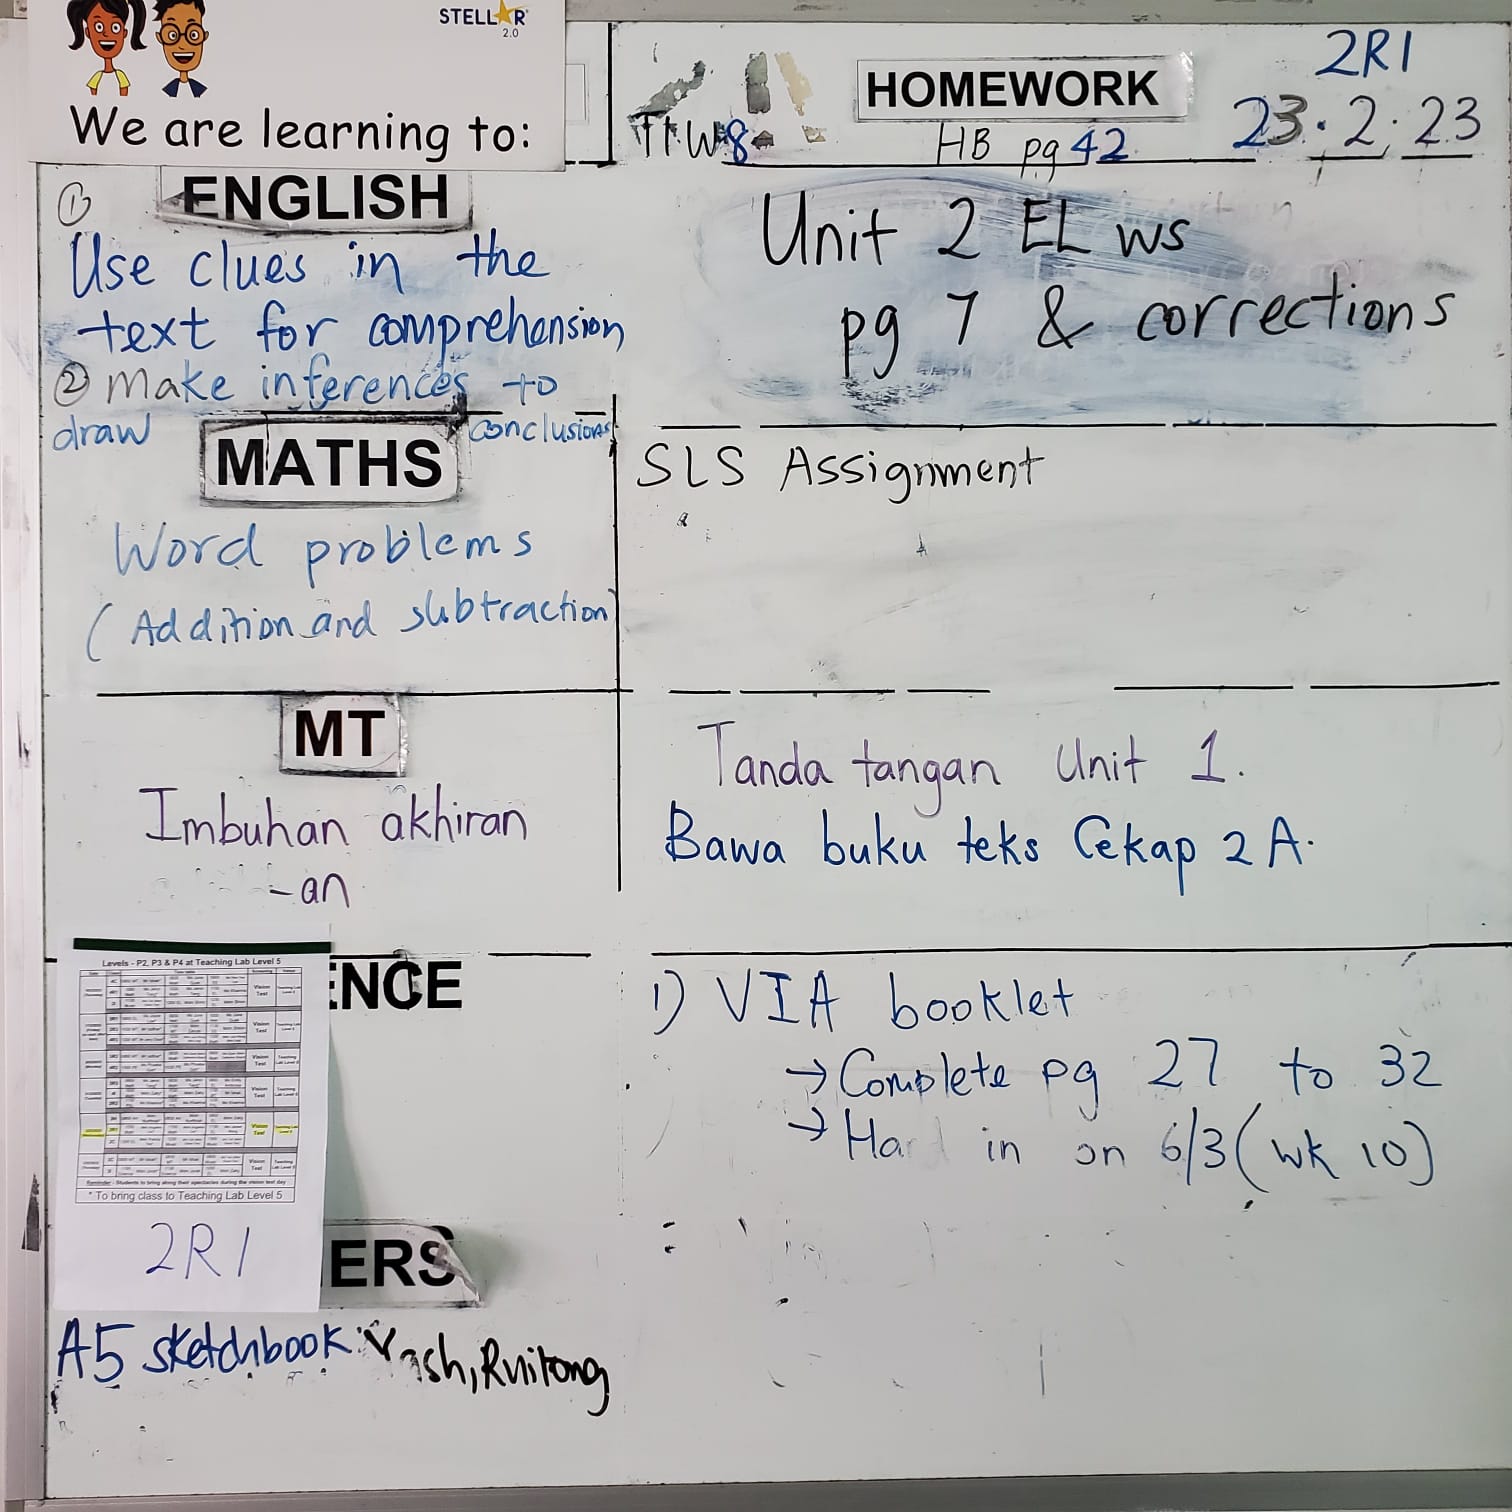 STELLAR
2.0
We are learning to:
HOMEWORK
2R1
T1W8
HB pg 42
23.2.23
① ENGLISH
Use clues in the
text for comprehension
② Make inferences to
draw conclusions
Unit 2 EL ws
pg 7 & corrections
MATHS
Word problems
(Addition and subtraction)
SLS Assignment
MT
Imbuhan akhiran
-an
Tanda tangan Unit 1.
Bawa buku teks Cekap 2A.
ENCE
1) VIA booklet
→ Complete pg 27 to 32
→ Hand in on 6/3 (wk 10)
Levels - P2, P3 & P4 at Teaching Lab Level 5
Reminder - Students to bring along their spectacles during the vision test day
* To bring class to Teaching Lab Level 5
2R1
ERS
A5 sketchbook: Yash, Ruitong